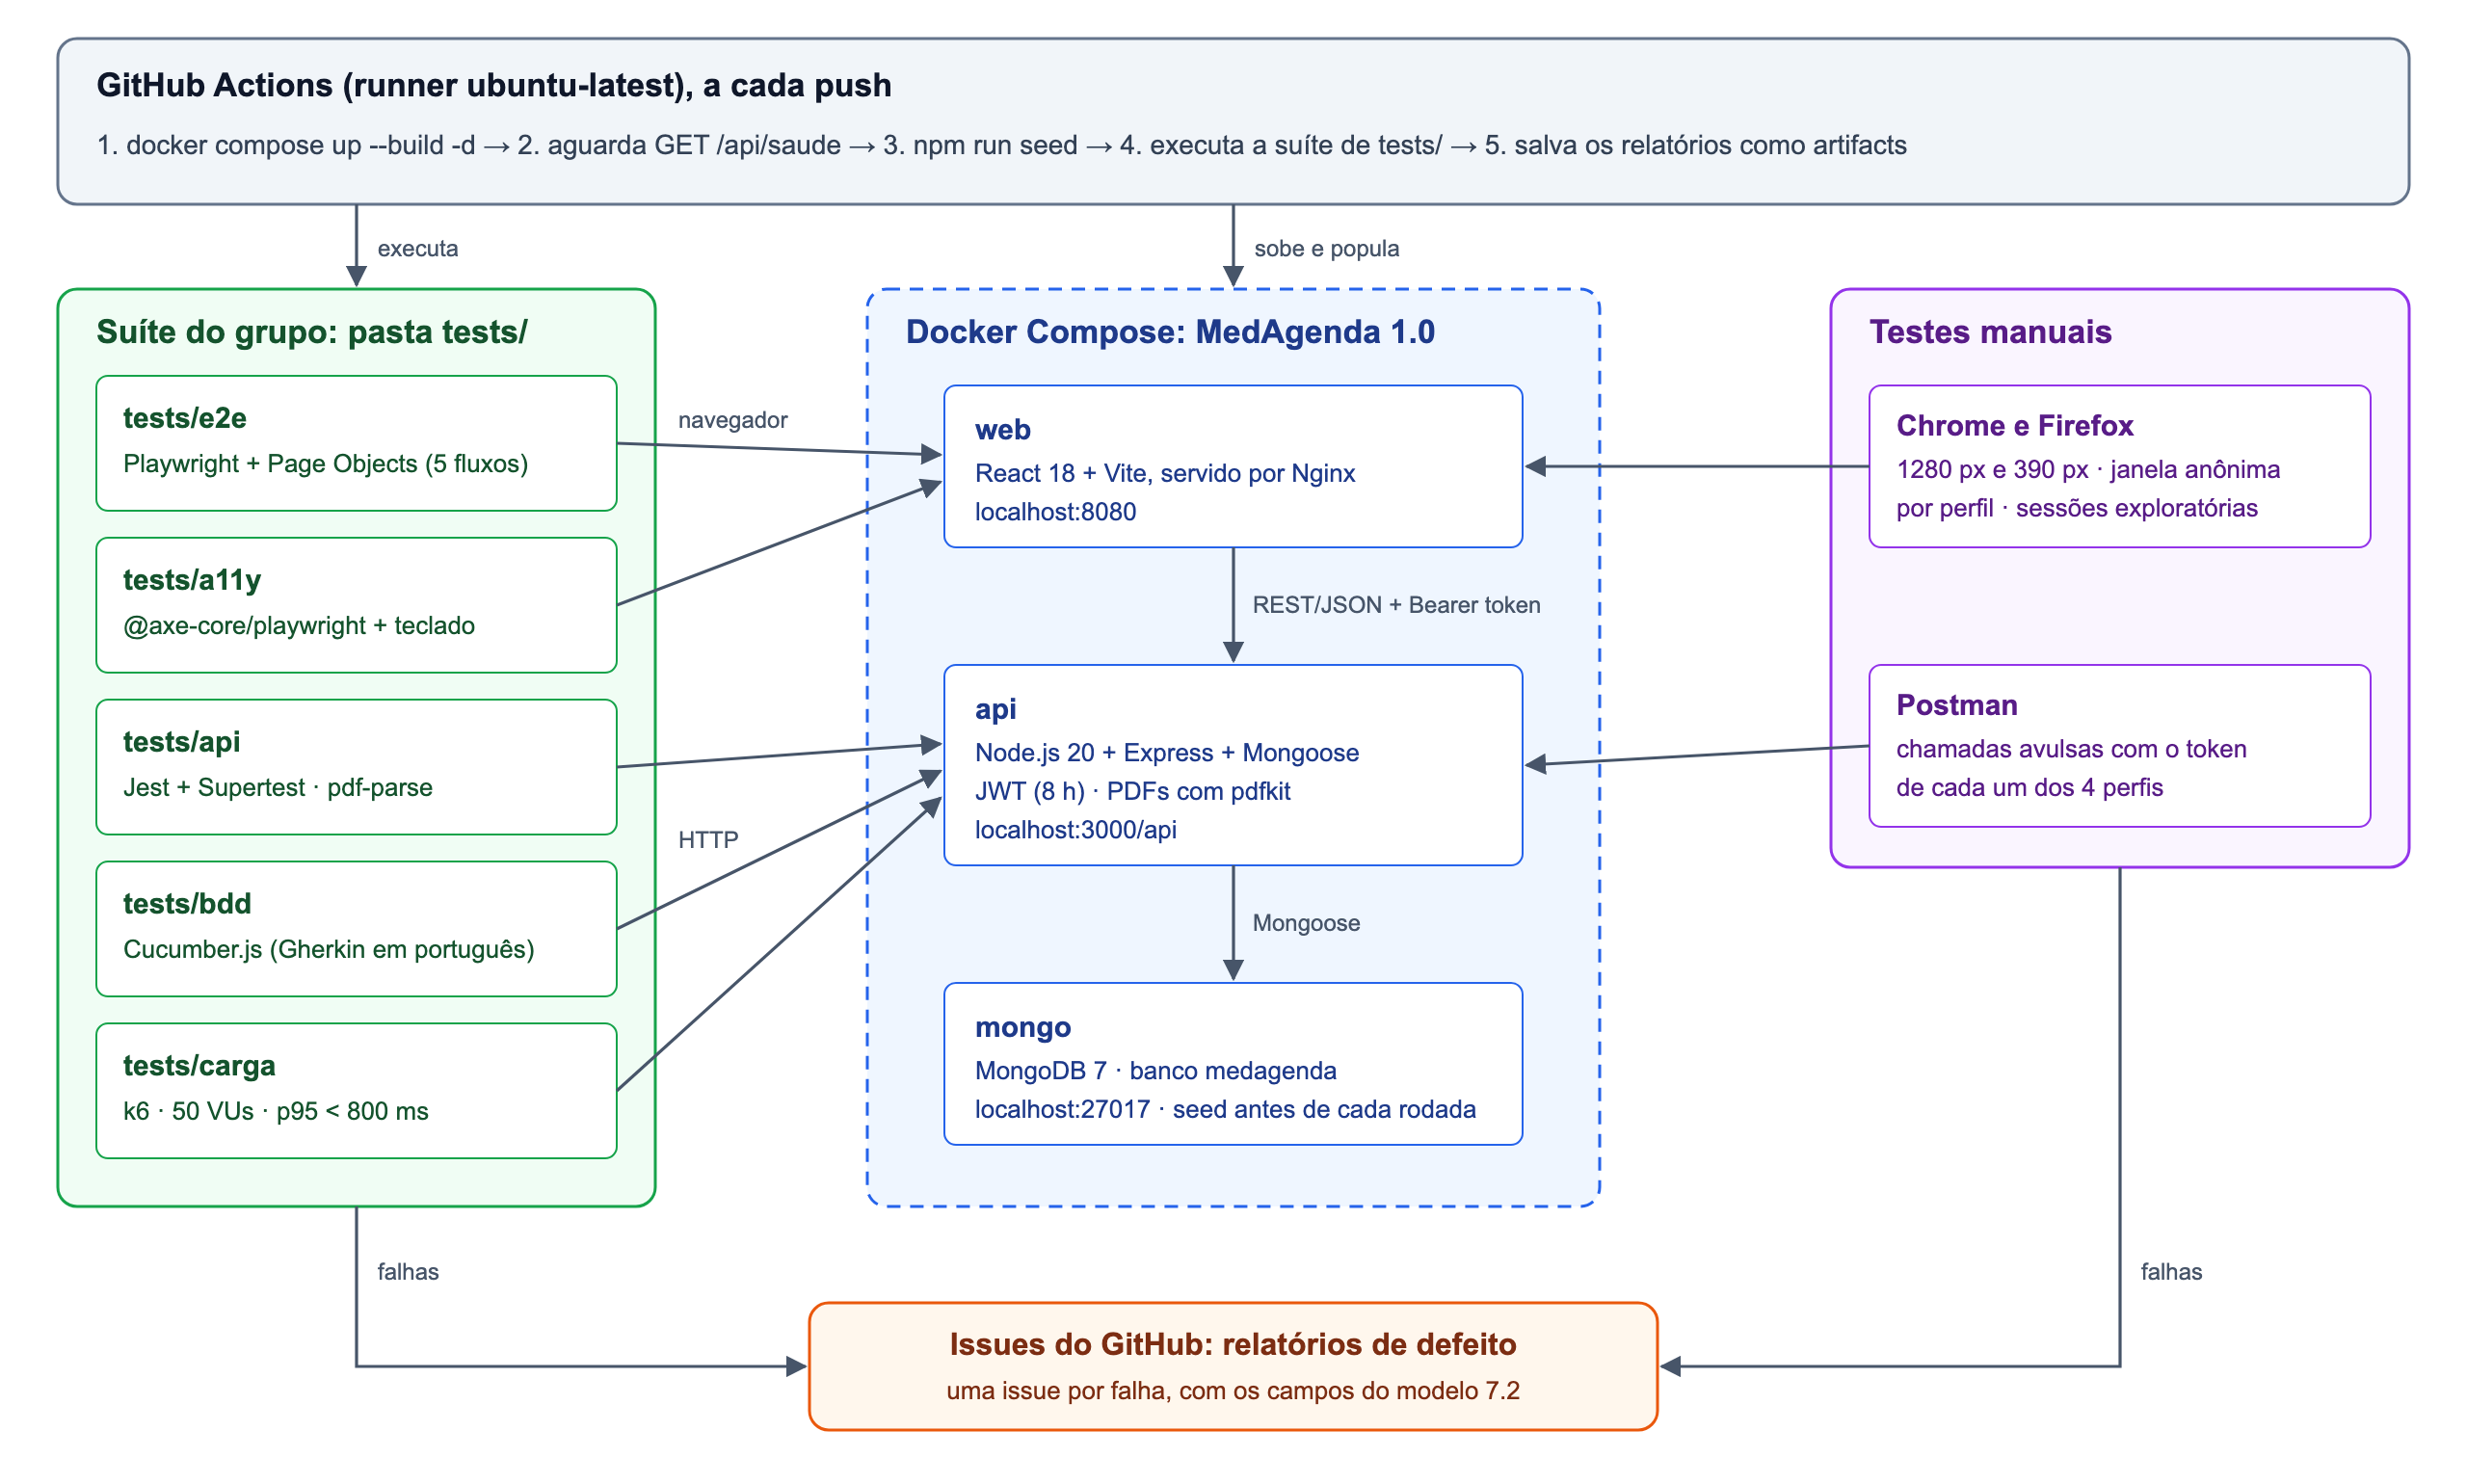 GitHub Actions (runner ubuntu-latest), a cada push
1. docker compose up --build -d → 2. aguarda GET /api/saude → 3. npm run seed → 4. executa a suíte de tests/ → 5. salva os relatórios como artifacts
executa
sobe e popula
Suíte do grupo: pasta tests/
tests/e2e
Playwright + Page Objects (5 fluxos)
tests/a11y
@axe-core/playwright + teclado
tests/api
Jest + Supertest · pdf-parse
tests/bdd
Cucumber.js (Gherkin em português)
tests/carga
k6 · 50 VUs · p95 < 800 ms
navegador
HTTP
Docker Compose: MedAgenda 1.0
web
React 18 + Vite, servido por Nginx
localhost:8080
REST/JSON + Bearer token
api
Node.js 20 + Express + Mongoose
JWT (8 h) · PDFs com pdfkit
localhost:3000/api
Mongoose
mongo
MongoDB 7 · banco medagenda
localhost:27017 · seed antes de cada rodada
Testes manuais
Chrome e Firefox
1280 px e 390 px · janela anônima
por perfil · sessões exploratórias
Postman
chamadas avulsas com o token
de cada um dos 4 perfis
falhas
falhas
Issues do GitHub: relatórios de defeito
uma issue por falha, com os campos do modelo 7.2